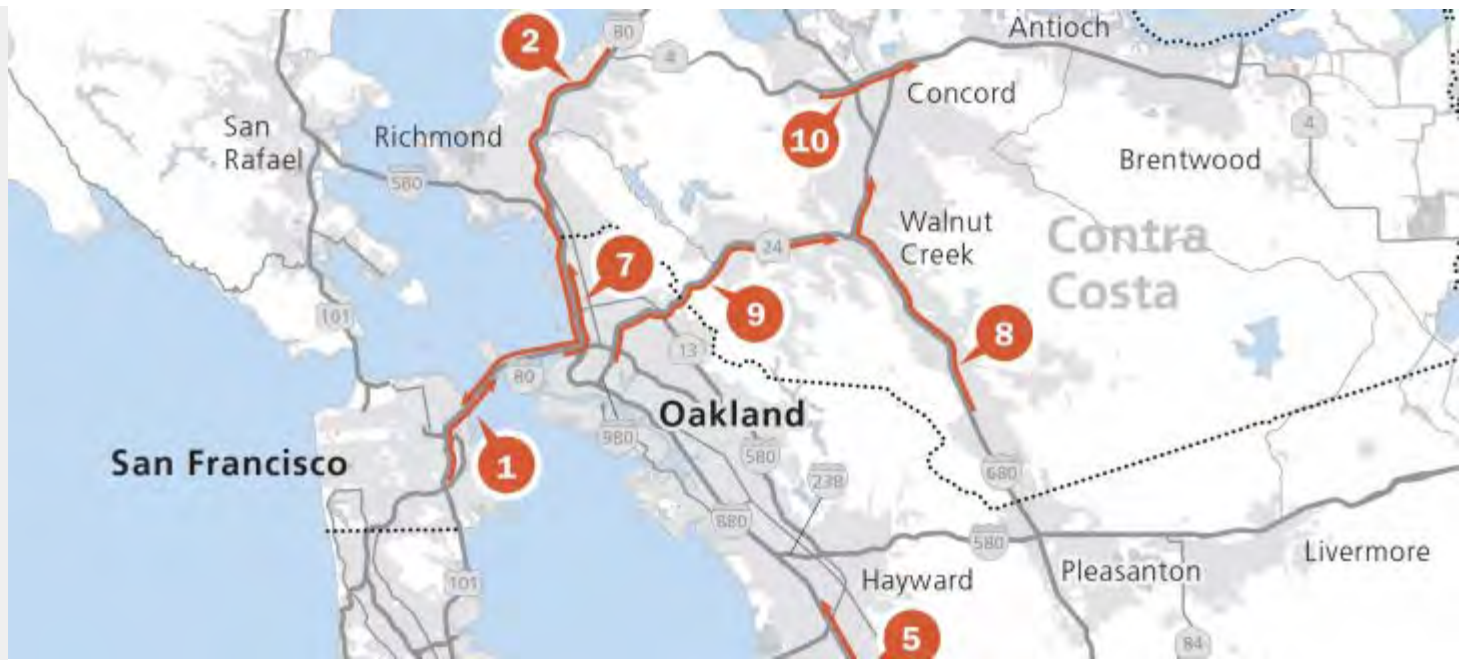 2
80
Antioch
4
Concord
San
Rafael
Richmond
10
4
580
Brentwood
Walnut
Creek
Contra
Costa
24
7
9
101
13
8
80
Oakland
980
San Francisco
1
580
680
238
880
580
Livermore
Pleasanton
Hayward
101
5
84